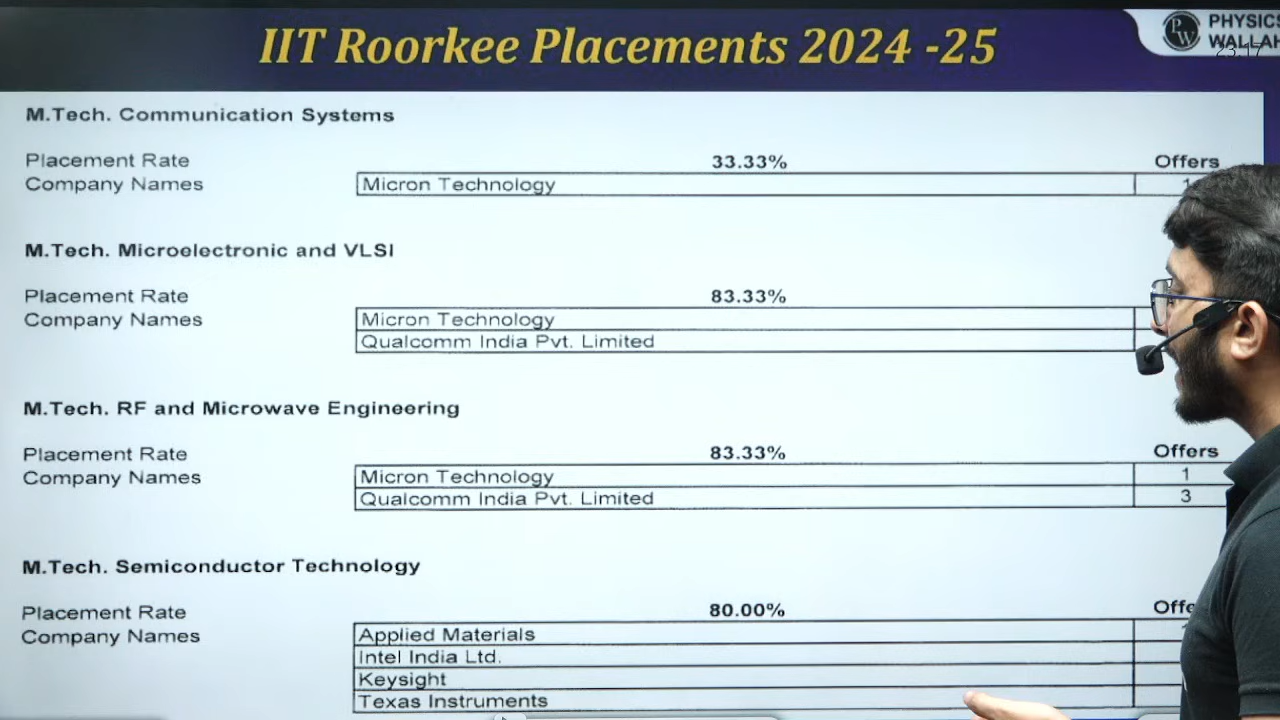 IIT Roorkee Placements 2024 -25
PHYSICS
WALLAH
23:17
M.Tech. Communication Systems
Placement Rate 33.33% Offers
Company Names Micron Technology 1
M.Tech. Microelectronic and VLSI
Placement Rate 83.33%
Company Names Micron Technology
Qualcomm India Pvt. Limited
M.Tech. RF and Microwave Engineering
Placement Rate 83.33% Offers
Company Names Micron Technology 1
Qualcomm India Pvt. Limited 3
M.Tech. Semiconductor Technology
Placement Rate 80.00% Offe
Company Names Applied Materials
Intel India Ltd.
Keysight
Texas Instruments